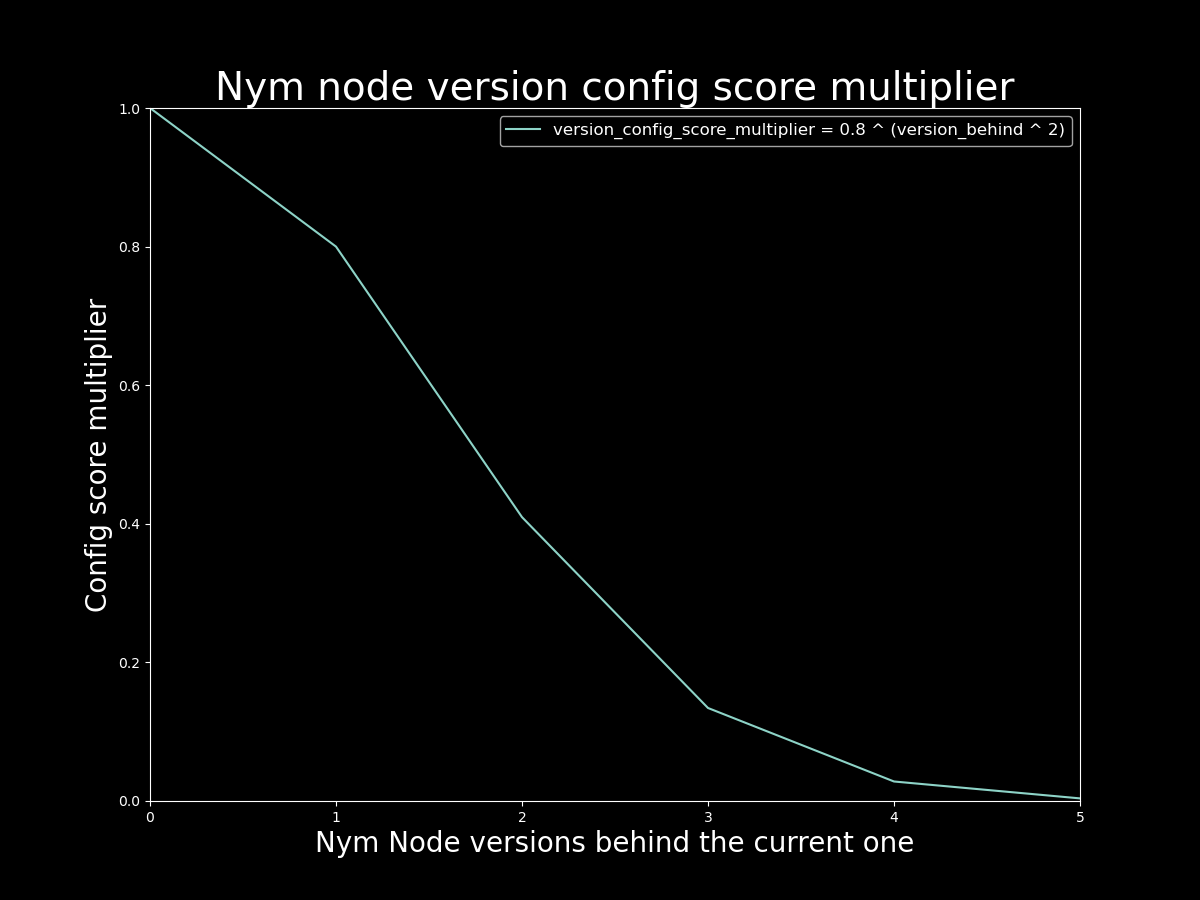 Nym node version config score multiplier
version_config_score_multiplier = 0.8 ^ (version_behind ^ 2)
Config score multiplier
1.0
0.8
0.6
0.4
0.2
0.0
0 1 2 3 4 5
Nym Node versions behind the current one